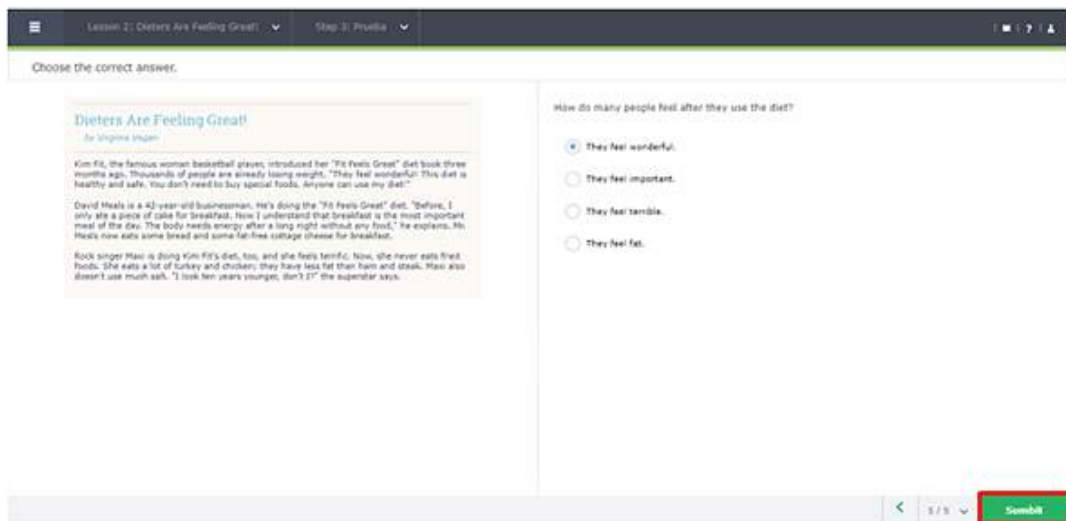 Lesson 2: Dieters Are Feeling Great!
Step 3: Prueba
?
Choose the correct answer.
Dieters Are Feeling Great!
by Virginia Vegan
Kim Fit, the famous woman basketball player, introduced her "Fit Feels Great" diet book three
months ago. Thousands of people are already losing weight. "They feel wonderful! This diet is
healthy and safe. You don't need to buy special foods. Anyone can use my diet!"
David Meals is a 42-year-old businessman. He's doing the "Fit Feels Great" diet. "Before, I
only ate a piece of cake for breakfast. Now I understand that breakfast is the most important
meal of the day. The body needs energy after a long night without any food," he explains. Mr.
Meals now eats some bread and some fat-free cottage cheese for breakfast.
Rock singer Maxi is doing Kim Fit's diet, too, and she feels terrific. Now, she never eats fried
foods. She eats a lot of turkey and chicken; they have less fat than ham and steak. Maxi also
doesn't use much salt. "I look ten years younger, don't I?" the superstar says.
How do many people feel after they use the diet?
They feel wonderful.
They feel important.
They feel terrible.
They feel fat.
5 / 5
Sumbit